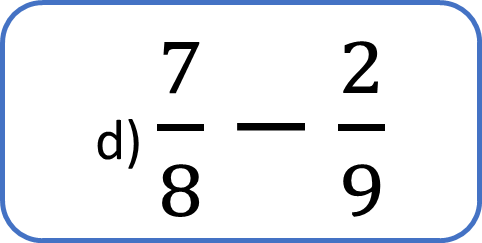 d) 7/8 — 2/9